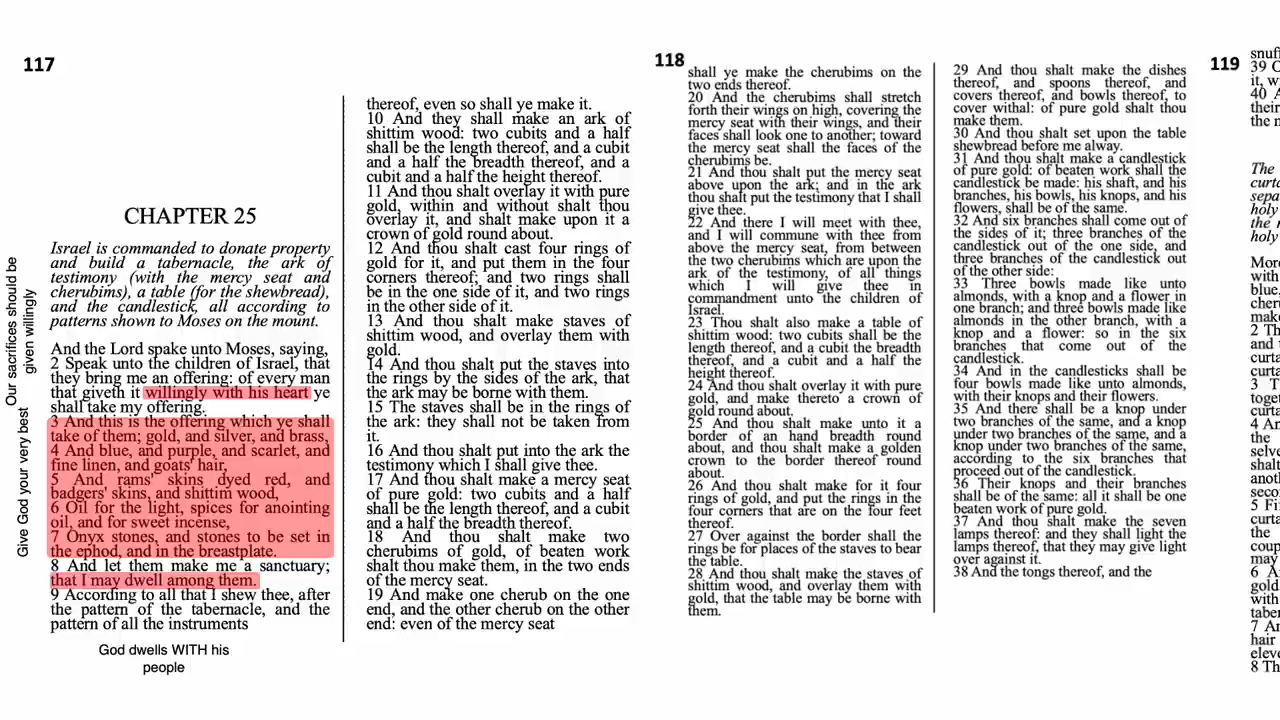 117
Our sacrifices should be
given willingly
Give God your very best
CHAPTER 25
Israel is commanded to donate property
and build a tabernacle, the ark of
testimony (with the mercy seat and
cherubims), a table (for the shewbread),
and the candlestick, all according to
patterns shown to Moses on the mount.
And the Lord spake unto Moses, saying,
2 Speak unto the children of Israel, that
they bring me an offering: of every man
that giveth it willingly with his heart ye
shall take my offering.
3 And this is the offering which ye shall
take of them; gold, and silver, and brass,
4 And blue, and purple, and scarlet, and
fine linen, and goats' hair,
5 And rams' skins dyed red, and
badgers' skins, and shittim wood,
6 Oil for the light, spices for anointing
oil, and for sweet incense,
7 Onyx stones, and stones to be set in
the ephod, and in the breastplate.
8 And let them make me a sanctuary;
that I may dwell among them.
9 According to all that I shew thee, after
the pattern of the tabernacle, and the
pattern of all the instruments
God dwells WITH his
people
thereof, even so shall ye make it.
10 And they shall make an ark of
shittim wood: two cubits and a half
shall be the length thereof, and a cubit
and a half the breadth thereof, and a
cubit and a half the height thereof.
11 And thou shalt overlay it with pure
gold, within and without shalt thou
overlay it, and shalt make upon it a
crown of gold round about.
12 And thou shalt cast four rings of
gold for it, and put them in the four
corners thereof; and two rings shall
be in the one side of it, and two rings
in the other side of it.
13 And thou shalt make staves of
shittim wood, and overlay them with
gold.
14 And thou shalt put the staves into
the rings by the sides of the ark, that
the ark may be borne with them.
15 The staves shall be in the rings of
the ark: they shall not be taken from
it.
16 And thou shalt put into the ark the
testimony which I shall give thee.
17 And thou shalt make a mercy seat
of pure gold: two cubits and a half
shall be the length thereof, and a cubit
and a half the breadth thereof.
18 And thou shalt make two
cherubims of gold, of beaten work
shalt thou make them, in the two ends
of the mercy seat.
19 And make one cherub on the one
end, and the other cherub on the other
end: even of the mercy seat
118
shall ye make the cherubims on the
two ends thereof.
20 And the cherubims shall stretch
forth their wings on high, covering the
mercy seat with their wings, and their
faces shall look one to another; toward
the mercy seat shall the faces of the
cherubims be.
21 And thou shalt put the mercy seat
above upon the ark; and in the ark
thou shalt put the testimony that I shall
give thee.
22 And there I will meet with thee,
and I will commune with thee from
above the mercy seat, from between
the two cherubims which are upon the
ark of the testimony, of all things
which I will give thee in
commandment unto the children of
Israel.
23 Thou shalt also make a table of
shittim wood: two cubits shall be the
length thereof, and a cubit the breadth
thereof, and a cubit and a half the
height thereof.
24 And thou shalt overlay it with pure
gold, and make thereto a crown of
gold round about.
25 And thou shalt make unto it a
border of an hand breadth round
about, and thou shalt make a golden
crown to the border thereof round
about.
26 And thou shalt make for it four
rings of gold, and put the rings in the
four corners that are on the four feet
thereof.
27 Over against the border shall the
rings be for places of the staves to bear
the table.
28 And thou shalt make the staves of
shittim wood, and overlay them with
gold, that the table may be borne with
them.
29 And thou shalt make the dishes
thereof, and spoons thereof, and
covers thereof, and bowls thereof, to
cover withal: of pure gold shalt thou
make them.
30 And thou shalt set upon the table
shewbread before me alway.
31 And thou shalt make a candlestick
of pure gold: of beaten work shall the
candlestick be made: his shaft, and his
branches, his bowls, his knops, and his
flowers, shall be of the same.
32 And six branches shall come out of
the sides of it; three branches of the
candlestick out of the one side, and
three branches of the candlestick out
of the other side:
33 Three bowls made like unto
almonds, with a knop and a flower in
one branch; and three bowls made like
almonds in the other branch, with a
knop and a flower: so in the six
branches that come out of the
candlestick.
34 And in the candlesticks shall be
four bowls made like unto almonds,
with their knops and their flowers.
35 And there shall be a knop under
two branches of the same, and a knop
under two branches of the same, and a
knop under two branches of the same,
according to the six branches that
proceed out of the candlestick.
36 Their knops and their branches
shall be of the same: all it shall be one
beaten work of pure gold.
37 And thou shalt make the seven
lamps thereof: and they shall light the
lamps thereof, that they may give light
over against it.
38 And the tongs thereof, and the
119
39
it,
40
their
the
The
holy
the
holy
More
with
blue,
make
2
and
3
4 An
the
5
the
may
6
gold
with
7
hair
8